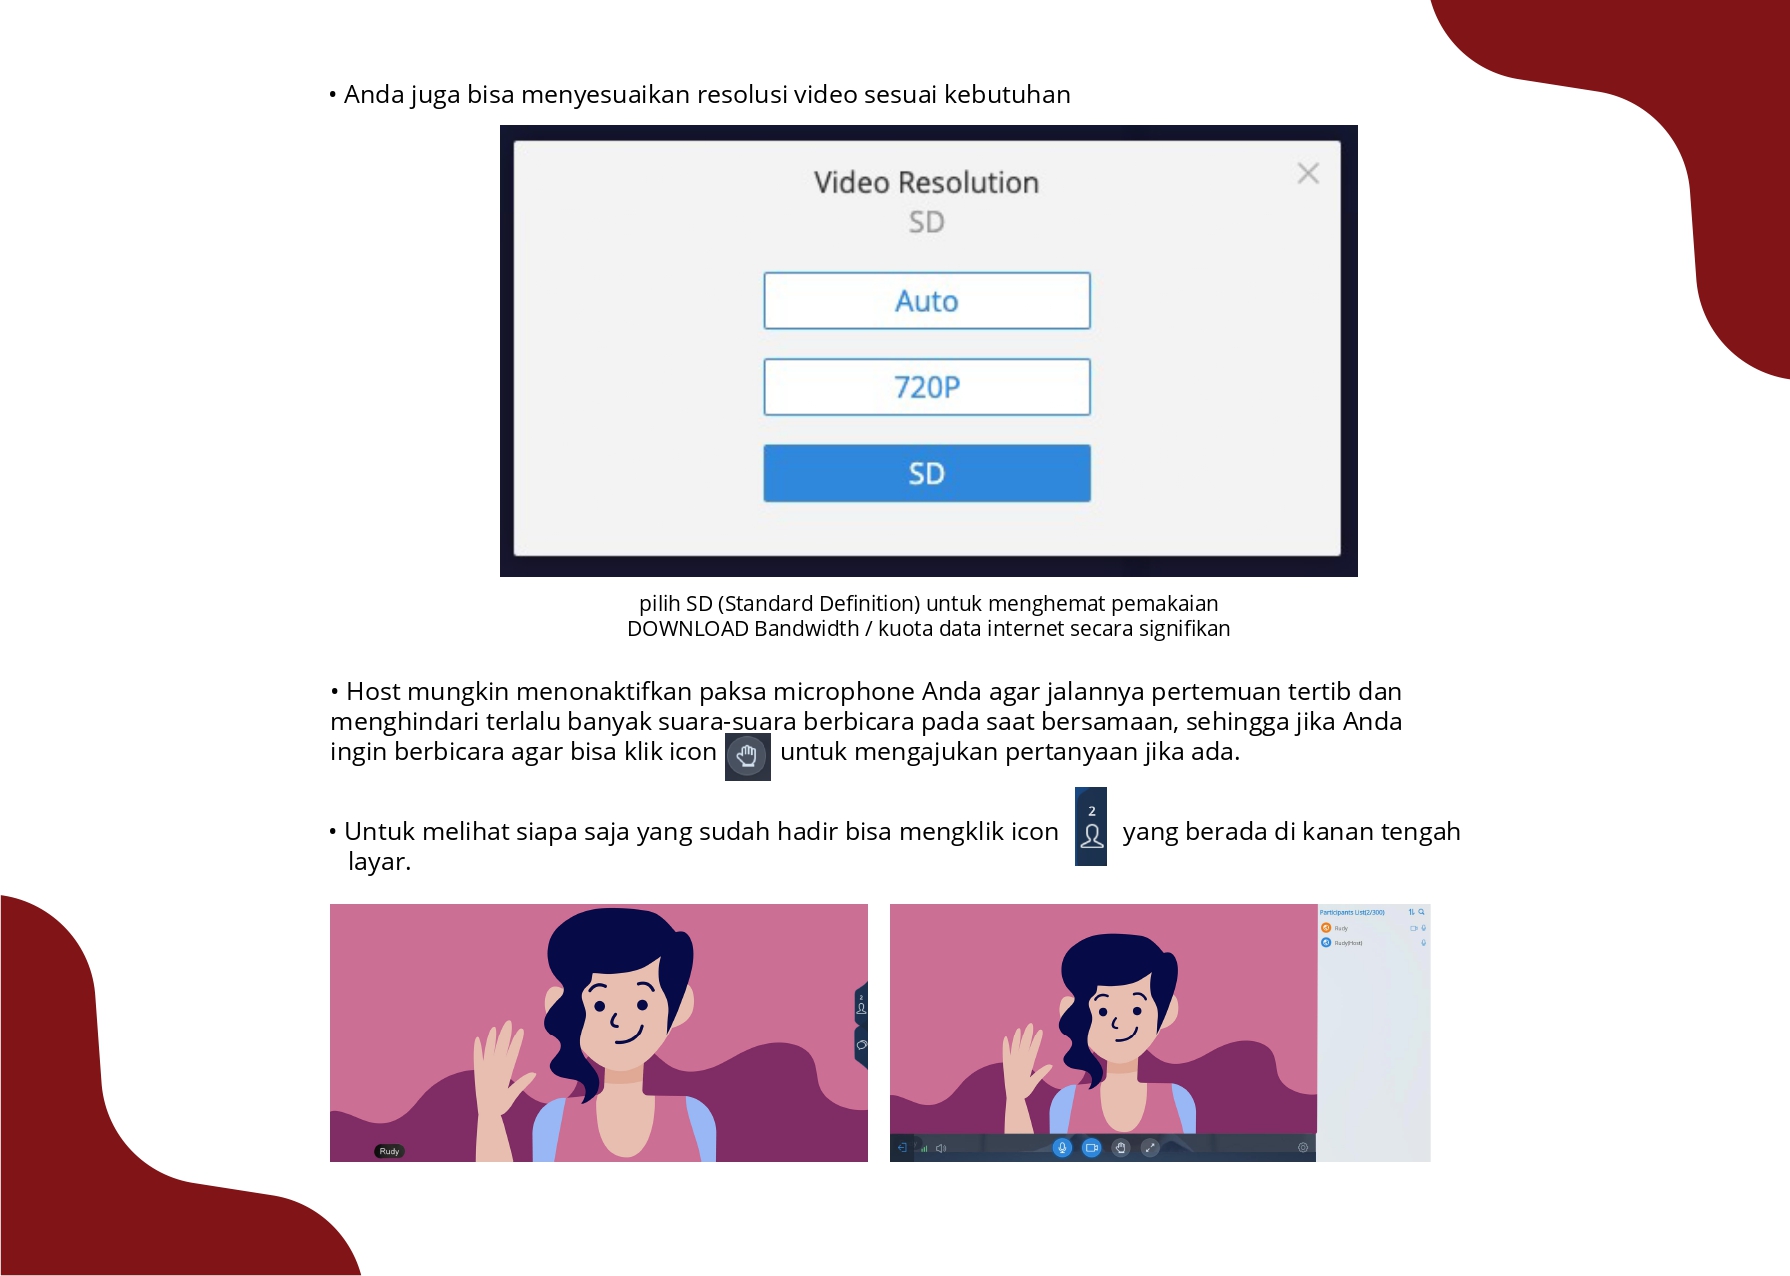 • Anda juga bisa menyesuaikan resolusi video sesuai kebutuhan
Video Resolution
SD
Auto
720P
SD
pilih SD (Standard Definition) untuk menghemat pemakaian
DOWNLOAD Bandwidth / kuota data internet secara signifikan
• Host mungkin menonaktifkan paksa microphone Anda agar jalannya pertemuan tertib dan
menghindari terlalu banyak suara-suara berbicara pada saat bersamaan, sehingga jika Anda
ingin berbicara agar bisa klik icon untuk mengajukan pertanyaan jika ada.
• Untuk melihat siapa saja yang sudah hadir bisa mengklik icon 2 yang berada di kanan tengah
layar.
2
Rudy
Participants List(2/300)
Rudy
Rudy(Host)